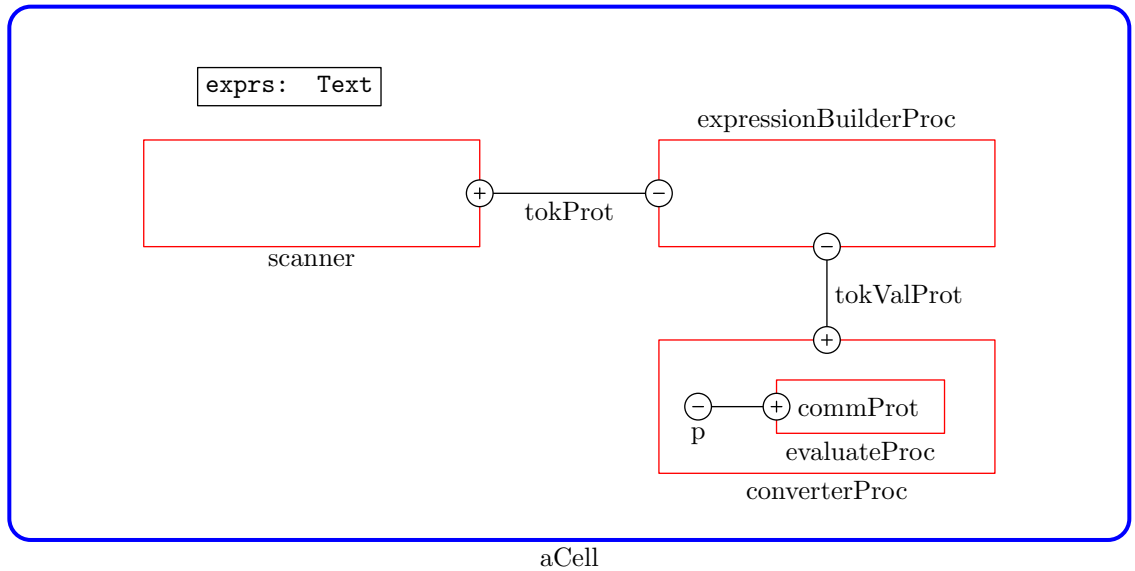 exprs:  Text
expressionBuilderProc
+
−
tokProt
scanner
−
tokValProt
+
−
+
commProt
p
evaluateProc
converterProc
aCell